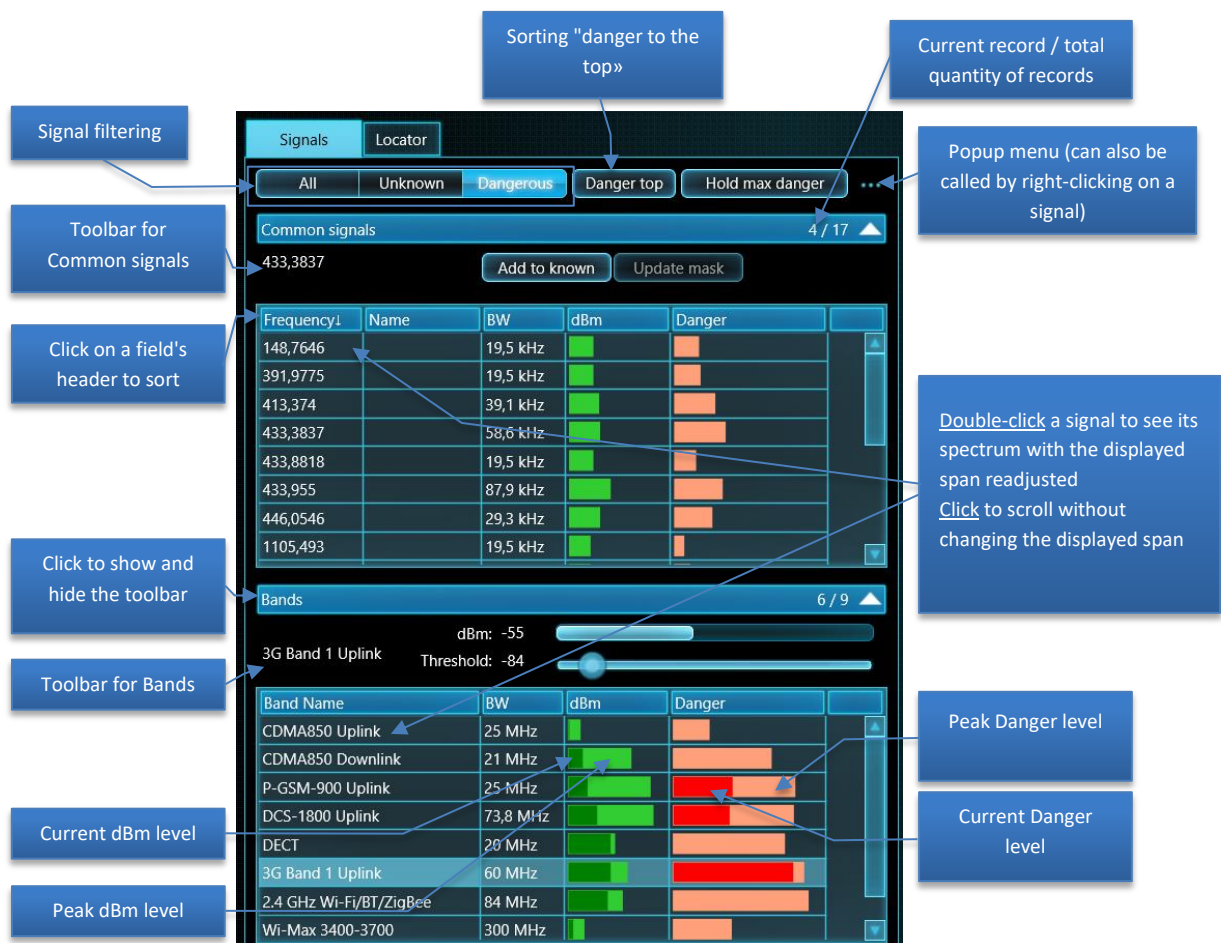 Sorting "danger to the
top»
Current record / total
quantity of records
Signal filtering
Popup menu (can also be
called by right-clicking on a
signal)
Toolbar for
Common signals
Click on a field's
header to sort
Double-click a signal to see its
spectrum with the displayed
span readjusted
Click to scroll without
changing the displayed span
Click to show and
hide the toolbar
Toolbar for Bands
Peak Danger level
Current Danger
level
Current dBm level
Peak dBm level
Signals Locator
All Unknown Dangerous Danger top Hold max danger ...
Common signals 4 / 17
433,3837 Add to known Update mask
Frequency↓ Name BW dBm Danger
148,7646 19,5 kHz
391,9775 19,5 kHz
413,374 39,1 kHz
433,3837 58,6 kHz
433,8818 19,5 kHz
433,955 87,9 kHz
446,0546 29,3 kHz
1105,493 19,5 kHz
Bands 6 / 9
dBm: -55
3G Band 1 Uplink
Threshold: -84
Band Name BW dBm Danger
CDMA850 Uplink 25 MHz
CDMA850 Downlink 21 MHz
P-GSM-900 Uplink 25 MHz
DCS-1800 Uplink 73,8 MHz
DECT 20 MHz
3G Band 1 Uplink 60 MHz
2.4 GHz Wi-Fi/BT/ZigBee 84 MHz
Wi-Max 3400-3700 300 MHz